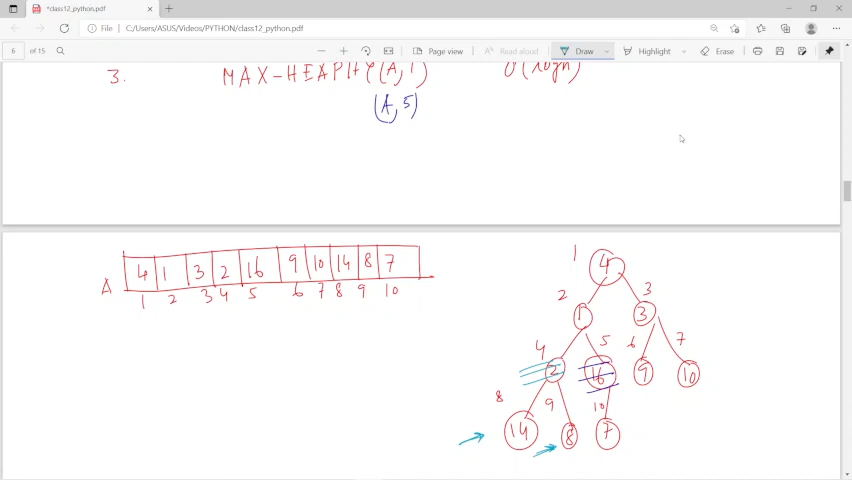 *class12_python.pdf
File C:/Users/ASUS/Videos/PYTHON/class12_python.pdf
6 of 15 Page view Read aloud Draw Highlight Erase
3. MAX-HEAPIFY(A, i) O(logn)
(A, 5)
A 4 1 3 2 16 9 10 14 8 7
1 2 3 4 5 6 7 8 9 10
1 4
2 3
1 3
4 5 6 7
2 16 9 10
8 9 10
14 8 7